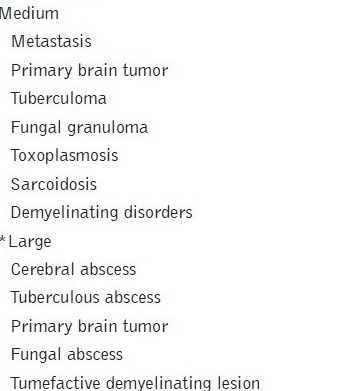 Medium
Metastasis
Primary brain tumor
Tuberculoma
Fungal granuloma
Toxoplasmosis
Sarcoidosis
Demyelinating disorders
*Large
Cerebral abscess
Tuberculous abscess
Primary brain tumor
Fungal abscess
Tumefactive demyelinating lesion